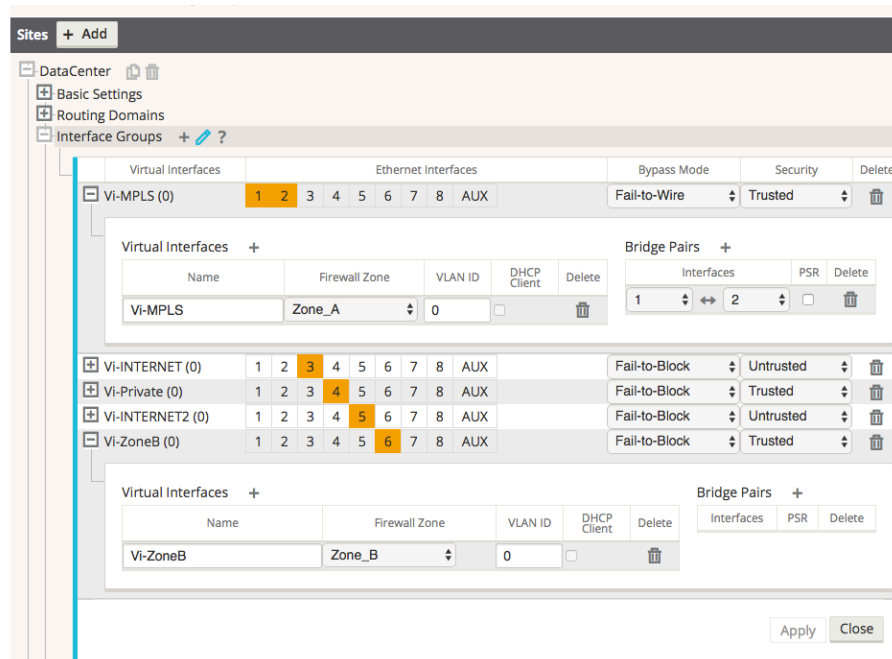 Sites + Add
DataCenter
Basic Settings
Routing Domains
Interface Groups + ?
Virtual Interfaces Ethernet Interfaces Bypass Mode Security Delete
Vi-MPLS (0) 1 2 3 4 5 6 7 8 AUX Fail-to-Wire Trusted
Virtual Interfaces + Bridge Pairs +
Name Firewall Zone VLAN ID DHCP Client Delete Interfaces PSR Delete
Vi-MPLS Zone_A 0 1 ↔ 2
Vi-INTERNET (0) 1 2 3 4 5 6 7 8 AUX Fail-to-Block Untrusted
Vi-Private (0) 1 2 3 4 5 6 7 8 AUX Fail-to-Block Trusted
Vi-INTERNET2 (0) 1 2 3 4 5 6 7 8 AUX Fail-to-Block Untrusted
Vi-ZoneB (0) 1 2 3 4 5 6 7 8 AUX Fail-to-Block Trusted
Virtual Interfaces + Bridge Pairs +
Name Firewall Zone VLAN ID DHCP Client Delete Interfaces PSR Delete
Vi-ZoneB Zone_B 0
Apply Close